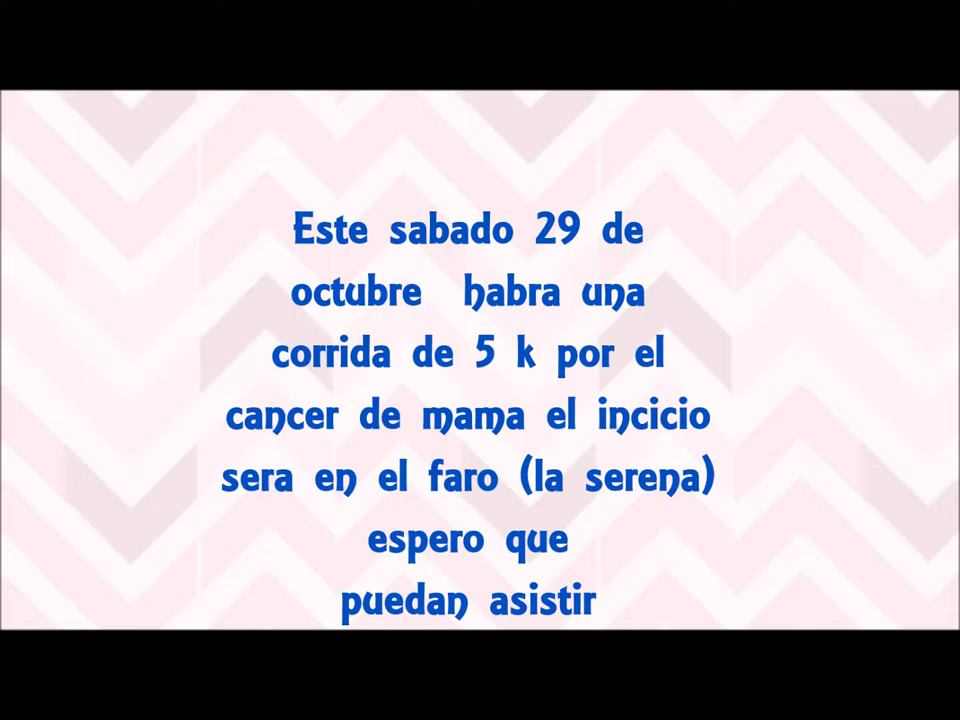 Este sabado 29 de
octubre habra una
corrida de 5 k por el
cancer de mama el incicio
sera en el faro (la serena)
espero que
puedan asistir